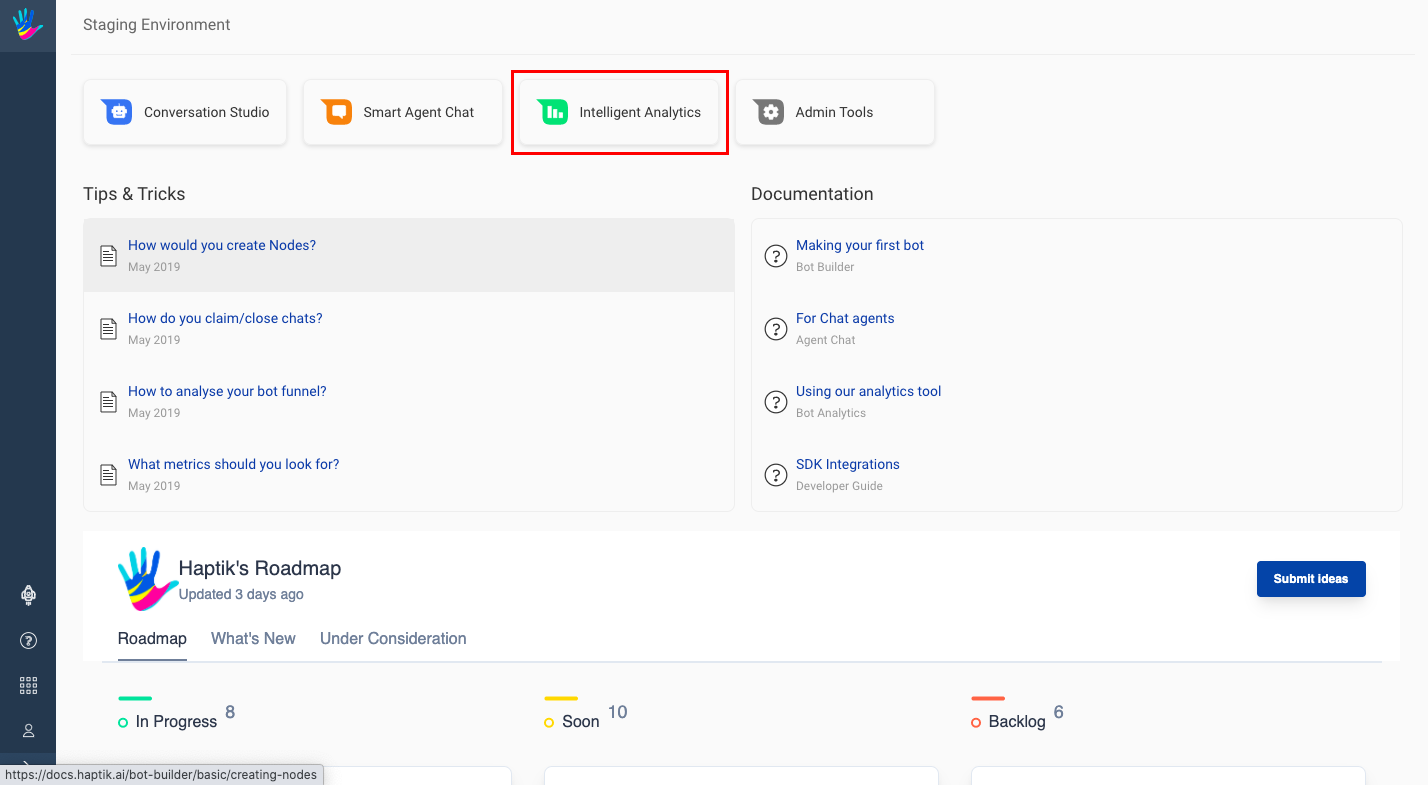 Staging Environment
Conversation Studio
Smart Agent Chat
Intelligent Analytics
Admin Tools
Tips & Tricks
How would you create Nodes?
May 2019
How do you claim/close chats?
May 2019
How to analyse your bot funnel?
May 2019
What metrics should you look for?
May 2019
Documentation
Making your first bot
Bot Builder
For Chat agents
Agent Chat
Using our analytics tool
Bot Analytics
SDK Integrations
Developer Guide
Haptik's Roadmap
Updated 3 days ago
Submit ideas
Roadmap
What's New
Under Consideration
In Progress 8
Soon 10
Backlog 6
https://docs.haptik.ai/bot-builder/basic/creating-nodes